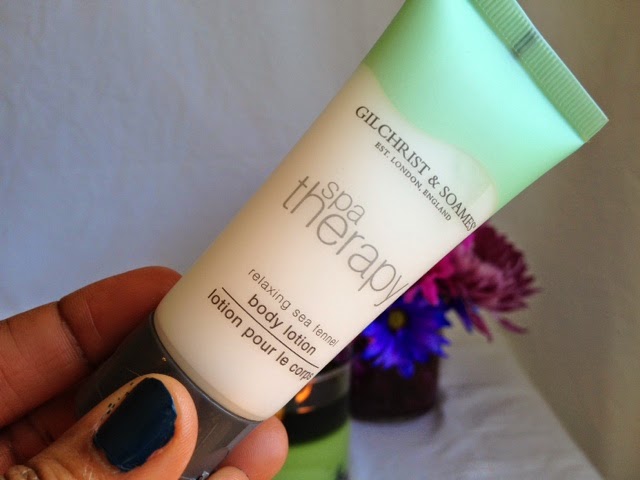 GILCHRIST & SOAMES
EST. LONDON, ENGLAND
spa
therapy
relaxing sea fennel
body lotion
lotion pour le corps